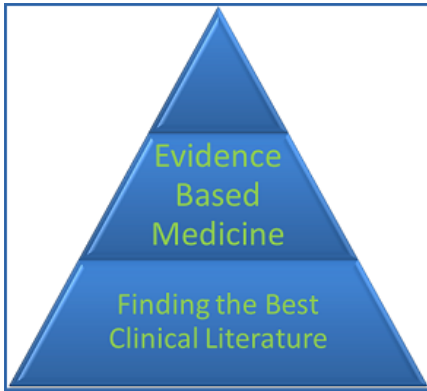 Evidence
Based
Medicine
Finding the Best
Clinical Literature